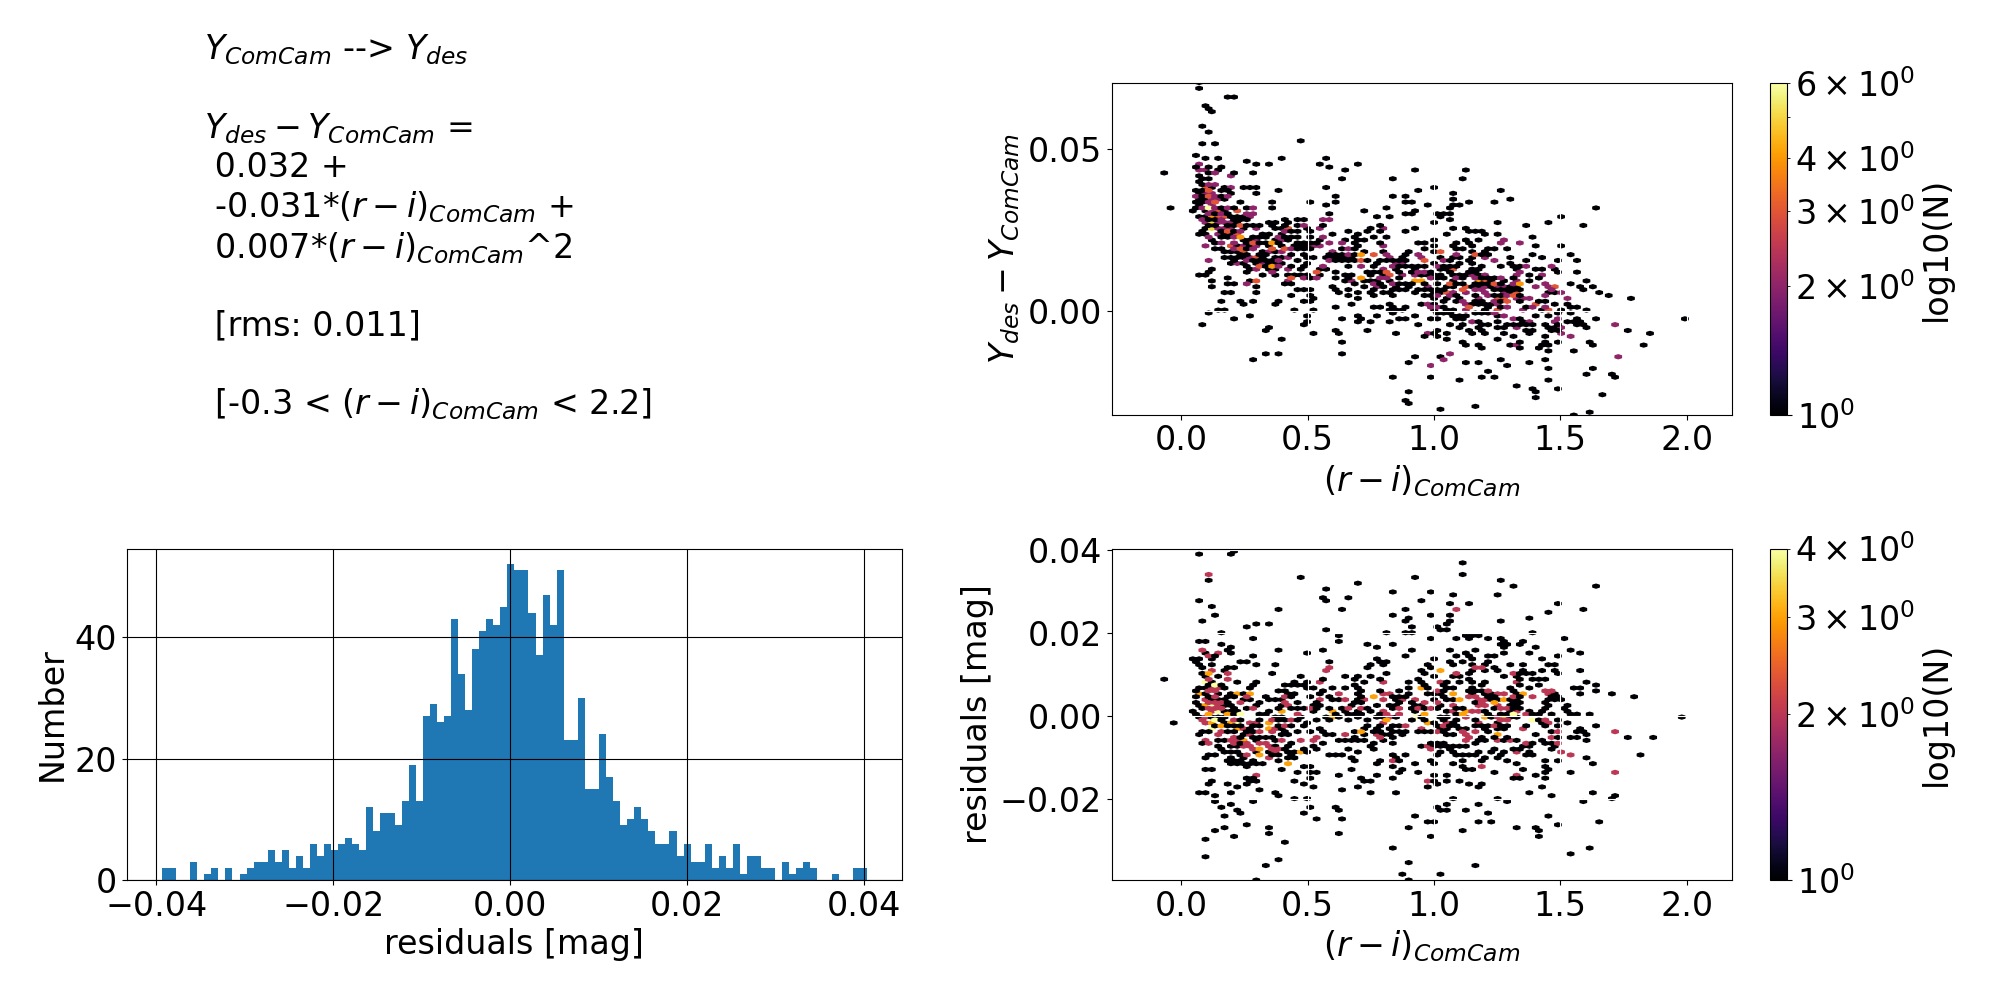 Y_ComCam --> Y_des
Y_des − Y_ComCam =
0.032 +
-0.031*(r − i)_ComCam +
0.007*(r − i)_ComCam^2
[rms: 0.011]
[-0.3 < (r − i)_ComCam < 2.2]
Y_des − Y_ComCam
0.05
0.00
0.0 0.5 1.0 1.5 2.0
(r − i)_ComCam
6 × 10^0
4 × 10^0
3 × 10^0
2 × 10^0
10^0
log10(N)
Number
40
20
0
−0.04 −0.02 0.00 0.02 0.04
residuals [mag]
residuals [mag]
0.04
0.02
0.00
−0.02
0.0 0.5 1.0 1.5 2.0
(r − i)_ComCam
4 × 10^0
3 × 10^0
2 × 10^0
10^0
log10(N)